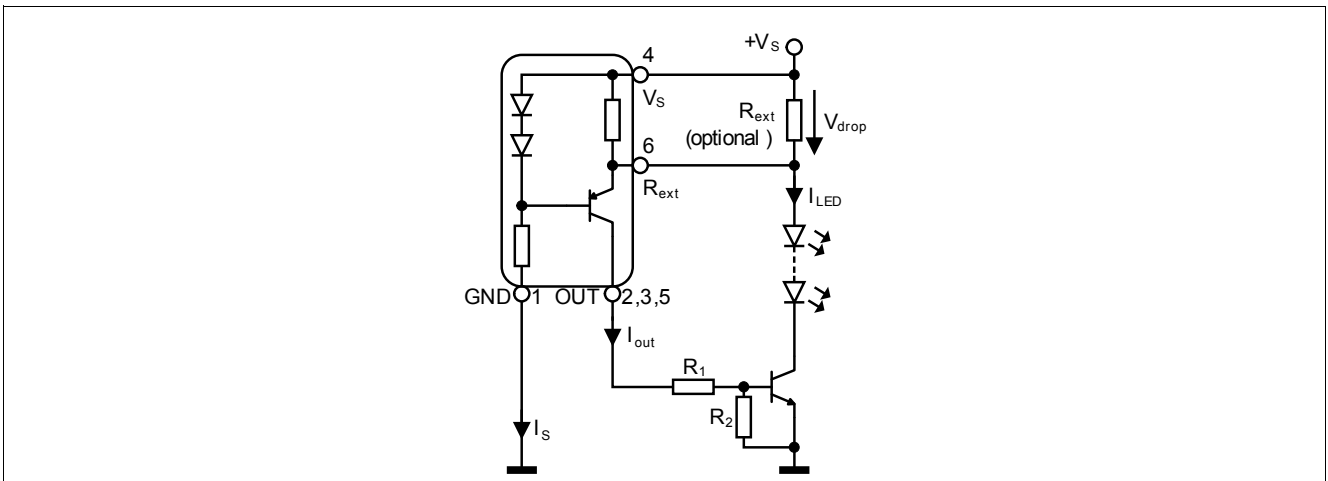 +VS
4
VS
Rext
(optional )
Vdrop
6
Rext
ILED
GND 1 OUT 2,3,5
Iout
R1
R2
IS